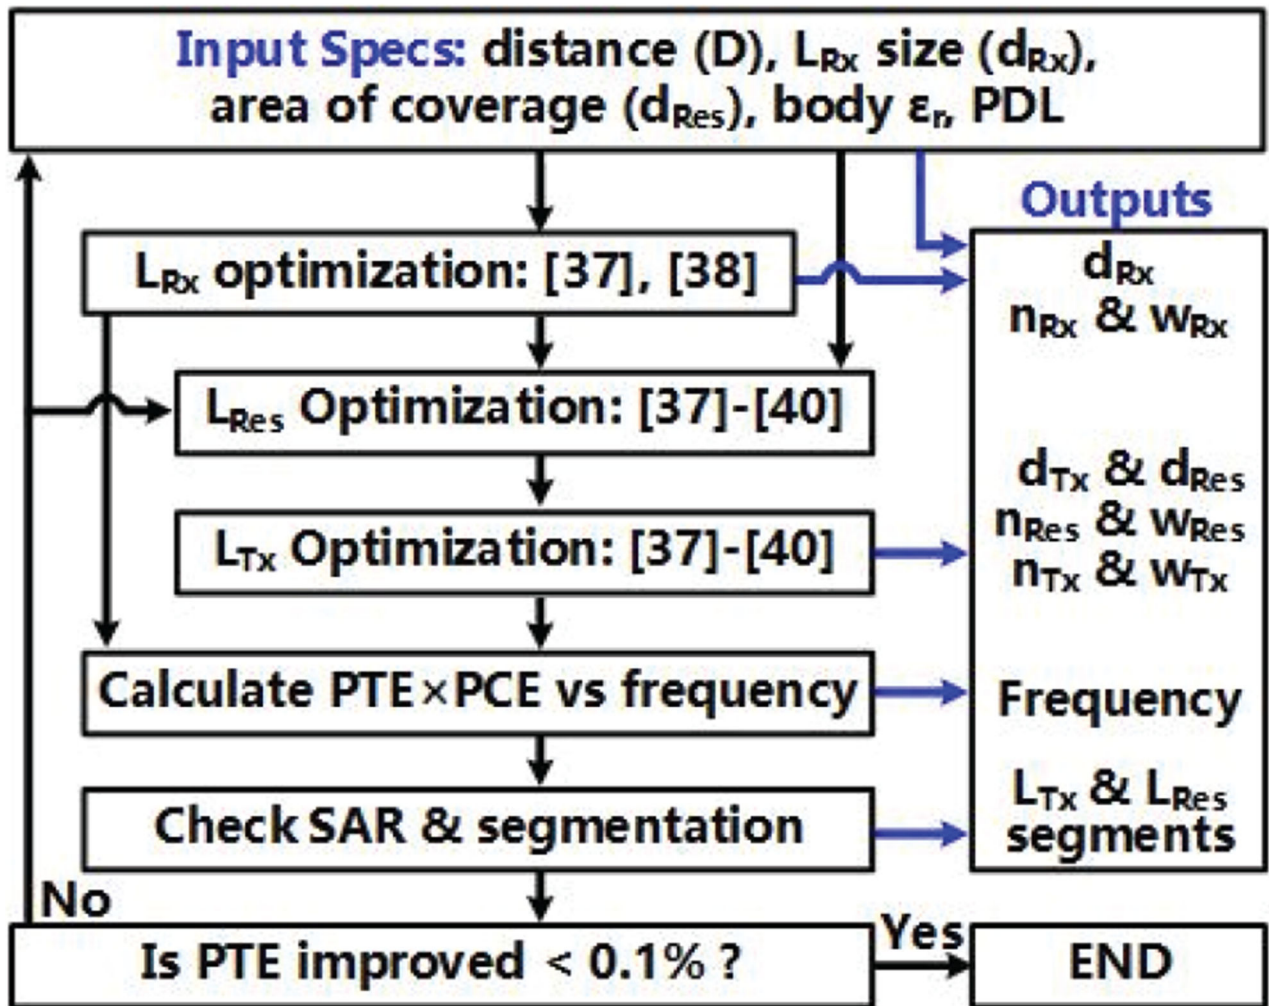 Input Specs: distance (D), LRx size (dRx),
area of coverage (dRes), body εr, PDL
Outputs
LRx optimization: [37], [38]
dRx
nRx & wRx
LRes Optimization: [37]-[40]
dTx & dRes
nRes & wRes
LTx Optimization: [37]-[40]
nTx & wTx
Calculate PTE×PCE vs frequency
Frequency
Check SAR & segmentation
LTx & LRes
segments
No
Is PTE improved < 0.1% ?
Yes
END